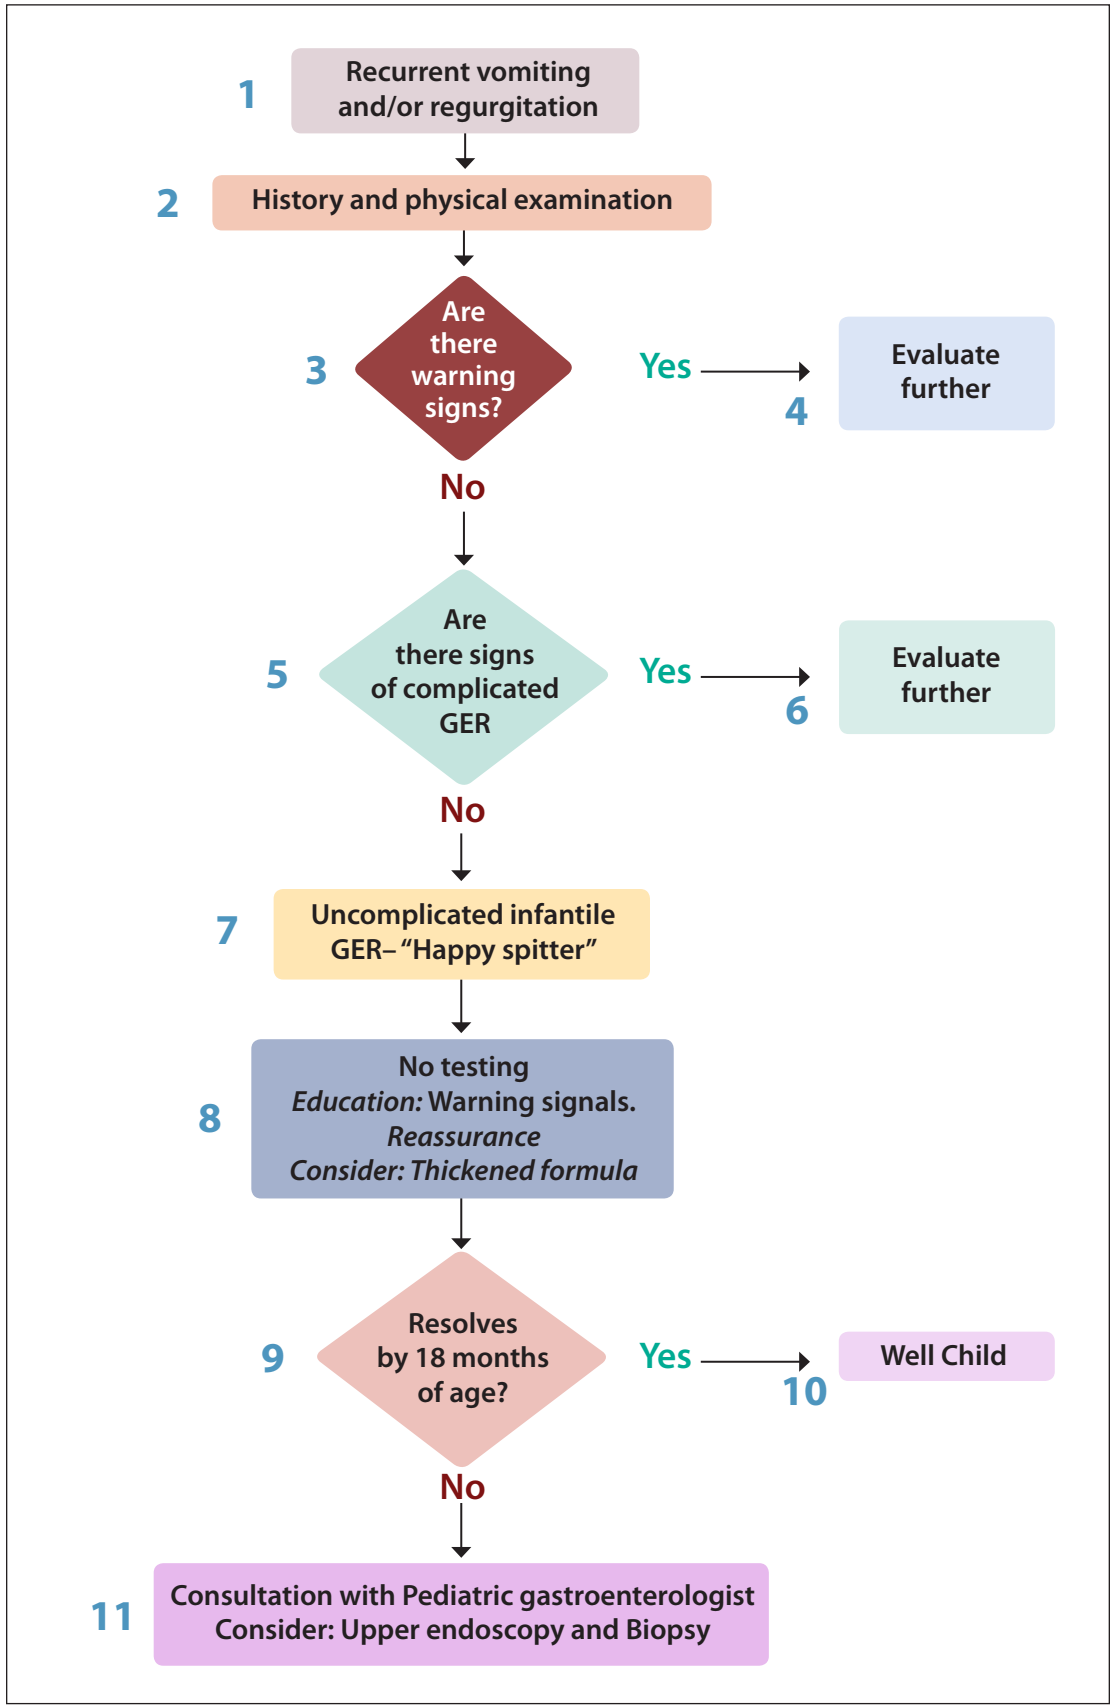 1
Recurrent vomiting
and/or regurgitation
2
History and physical examination
3
Are
there
warning
signs?
Yes
4
Evaluate
further
No
5
Are
there signs
of complicated
GER
Yes
6
Evaluate
further
No
7
Uncomplicated infantile
GER– “Happy spitter”
8
No testing
Education: Warning signals.
Reassurance
Consider: Thickened formula
9
Resolves
by 18 months
of age?
Yes
10
Well Child
No
11
Consultation with Pediatric gastroenterologist
Consider: Upper endoscopy and Biopsy